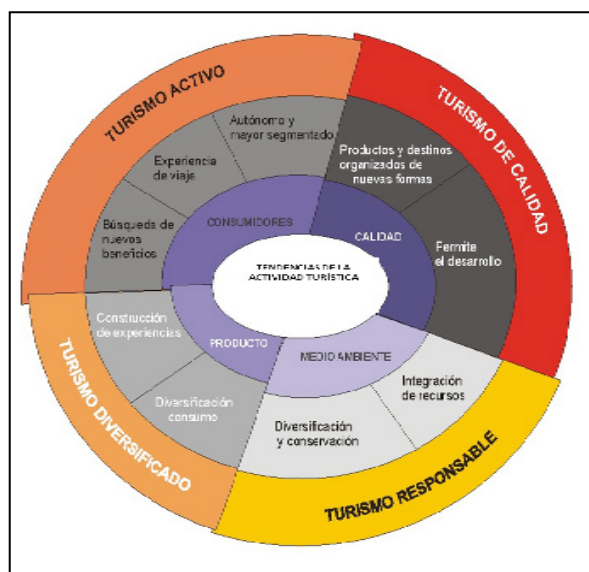 TURISMO ACTIVO
TURISMO DE CALIDAD
Autónomo y
mayor segmentado
Experiencia
de viaje
Búsqueda de
nuevos
beneficios
Productos y destinos
organizados de
nuevas formas
Fermite
el desarrollo
CONSUMIDORES
CALIDAD
TENDENCIAS DE LA
ACTIVIDAD TURÍSTICA
Construcción
de experiencias
PRODUCTO
MEDIO AMBIENTE
Diversificación
consumo
Diversificación
y conservación
Integración
de recursos
TURISMO DIVERSIFICADO
TURISMO RESPONSABLE